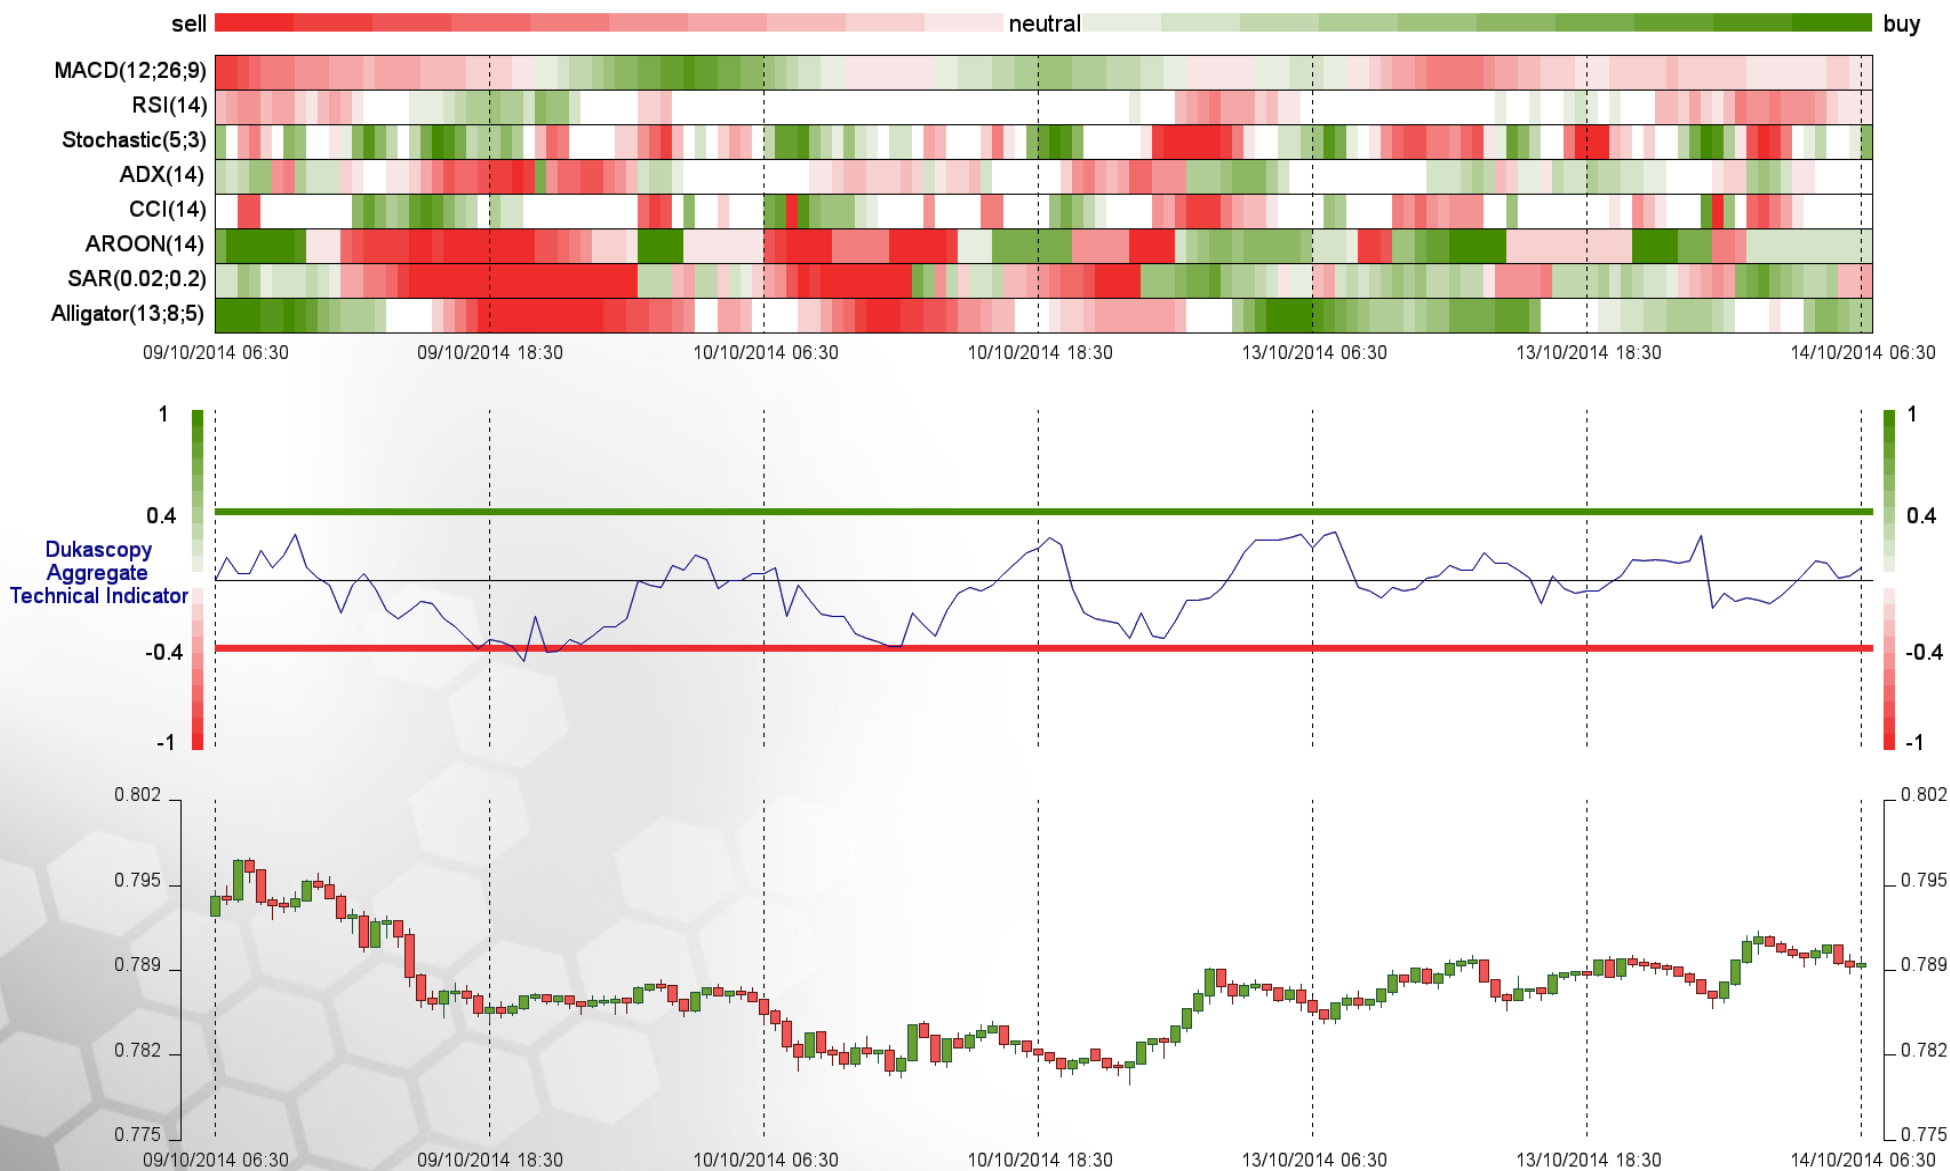 sell neutral buy
MACD(12;26;9)
RSI(14)
Stochastic(5;3)
ADX(14)
CCI(14)
AROON(14)
SAR(0.02;0.2)
Alligator(13;8;5)
09/10/2014 06:30 09/10/2014 18:30 10/10/2014 06:30 10/10/2014 18:30 13/10/2014 06:30 13/10/2014 18:30 14/10/2014 06:30
1 1
0.4 0.4
Dukascopy
Aggregate
Technical Indicator
-0.4 -0.4
-1 -1
0.802 0.802
0.795 0.795
0.789 0.789
0.782 0.782
0.775 0.775
09/10/2014 06:30 09/10/2014 18:30 10/10/2014 06:30 10/10/2014 18:30 13/10/2014 06:30 13/10/2014 18:30 14/10/2014 06:30